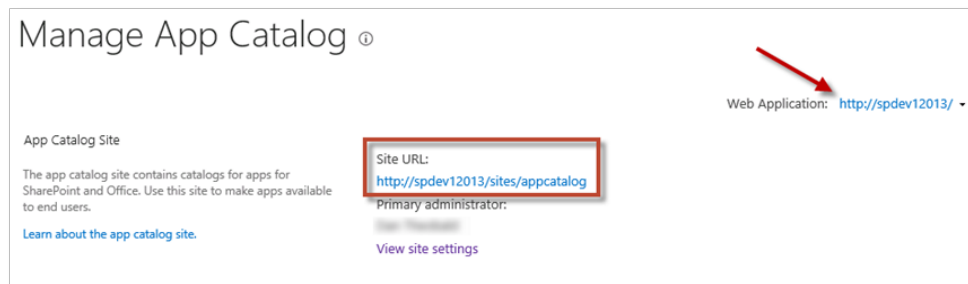 Manage App Catalog
Web Application: http://spdev12013/
App Catalog Site
The app catalog site contains catalogs for apps for
SharePoint and Office. Use this site to make apps available
to end users.
Learn about the app catalog site.
Site URL:
http://spdev12013/sites/appcatalog
Primary administrator:
View site settings